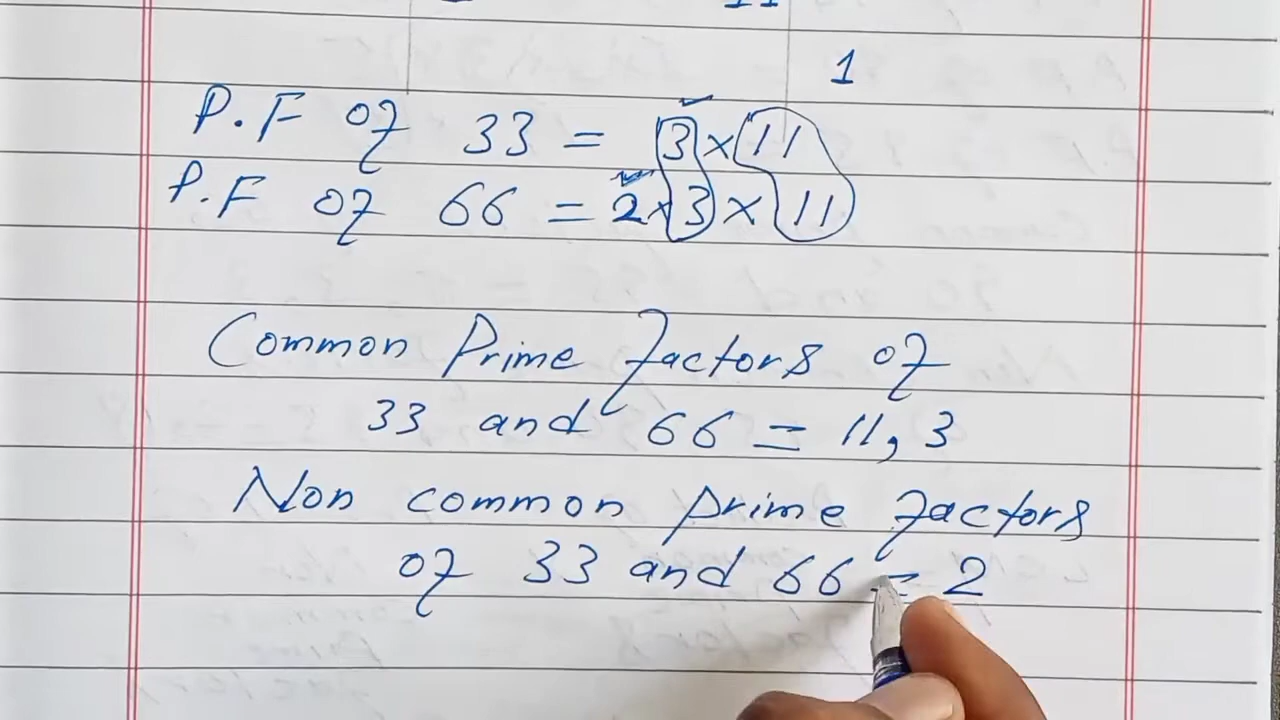 11
1
P.F of 33 = 3 × 11
P.F of 66 = 2 × 3 × 11
Common Prime factors of
33 and 66 = 11, 3
Non common prime factors
of 33 and 66 = 2